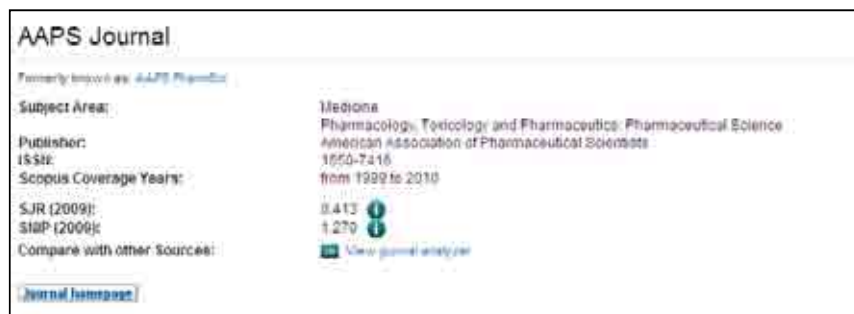 AAPS Journal
Formerly known as: AAPS PharmSci
Subject Area: Medicine
Pharmacology, Toxicology and Pharmaceutics: Pharmaceutical Science
Publisher: American Association of Pharmaceutical Scientists
ISSN: 1550-7416
Scopus Coverage Years: from 1999 to 2010
SJR (2009): 0.413
SNIP (2009): 1.270
Compare with other Sources: View journal analyzer
Journal homepage